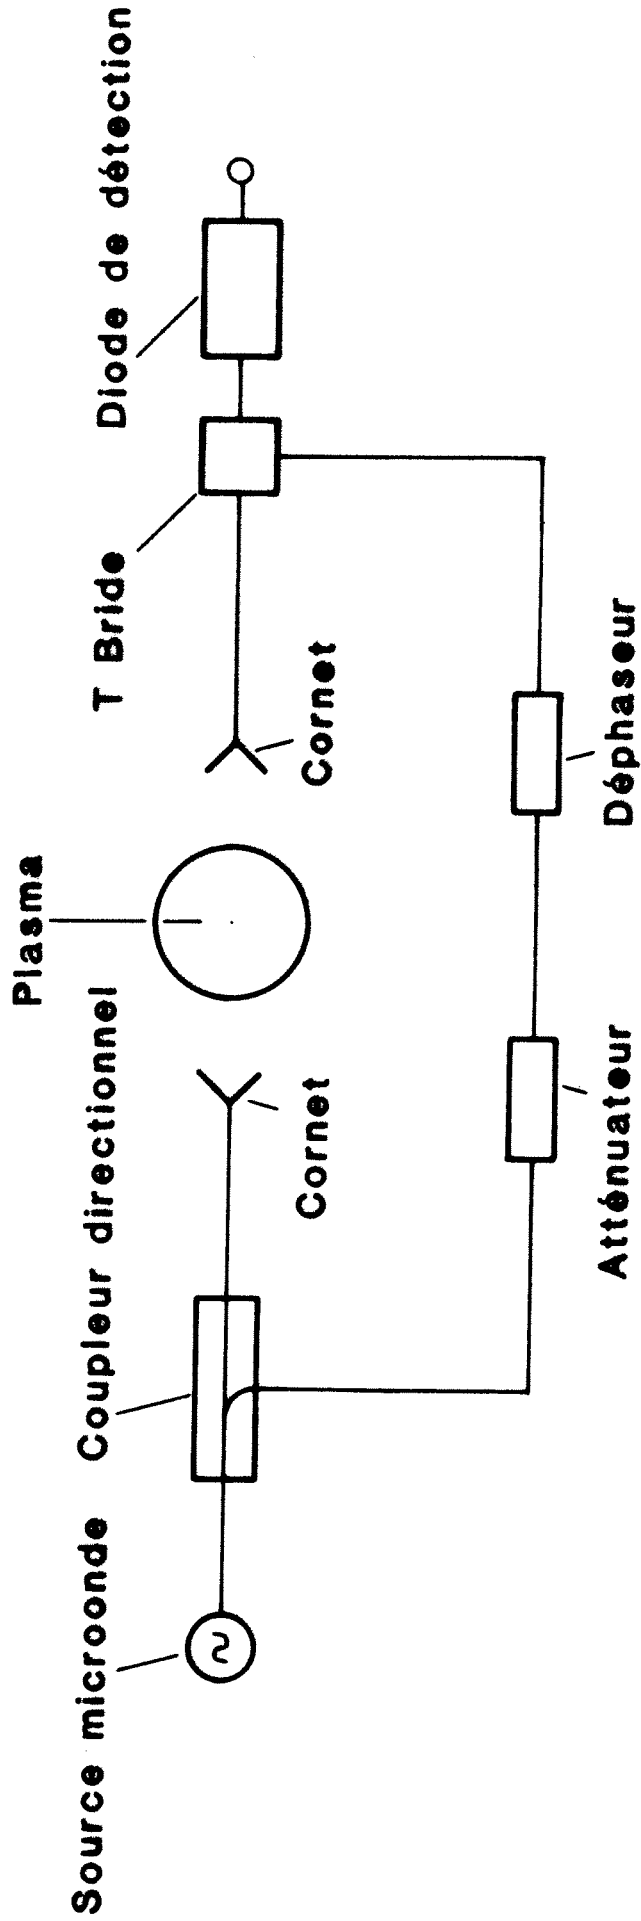 Source microonde
Coupleur directionnel
Plasma
T Bride
Diode de détection
Cornet
Cornet
Atténuateur
Déphaseur